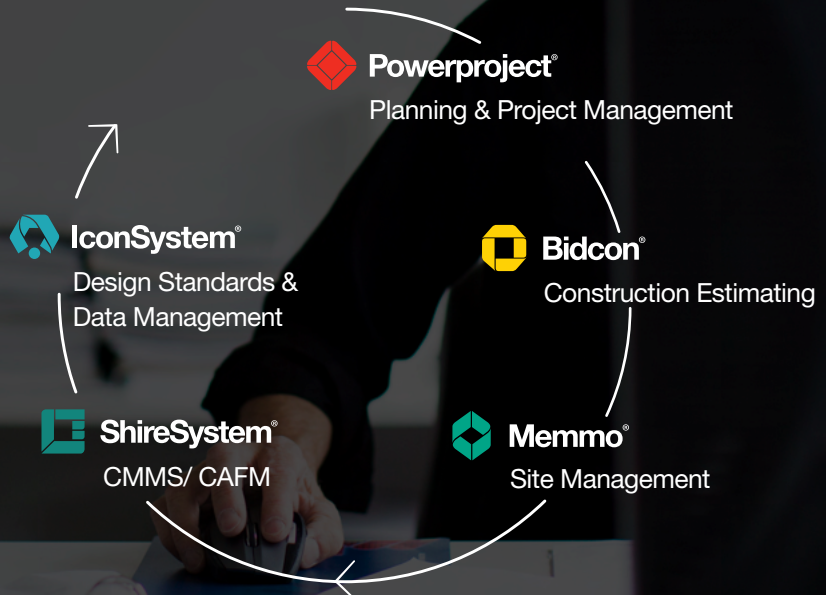 Powerproject®
Planning & Project Management
IconSystem®
Design Standards &
Data Management
Bidcon®
Construction Estimating
ShireSystem®
CMMS/ CAFM
Memmo®
Site Management